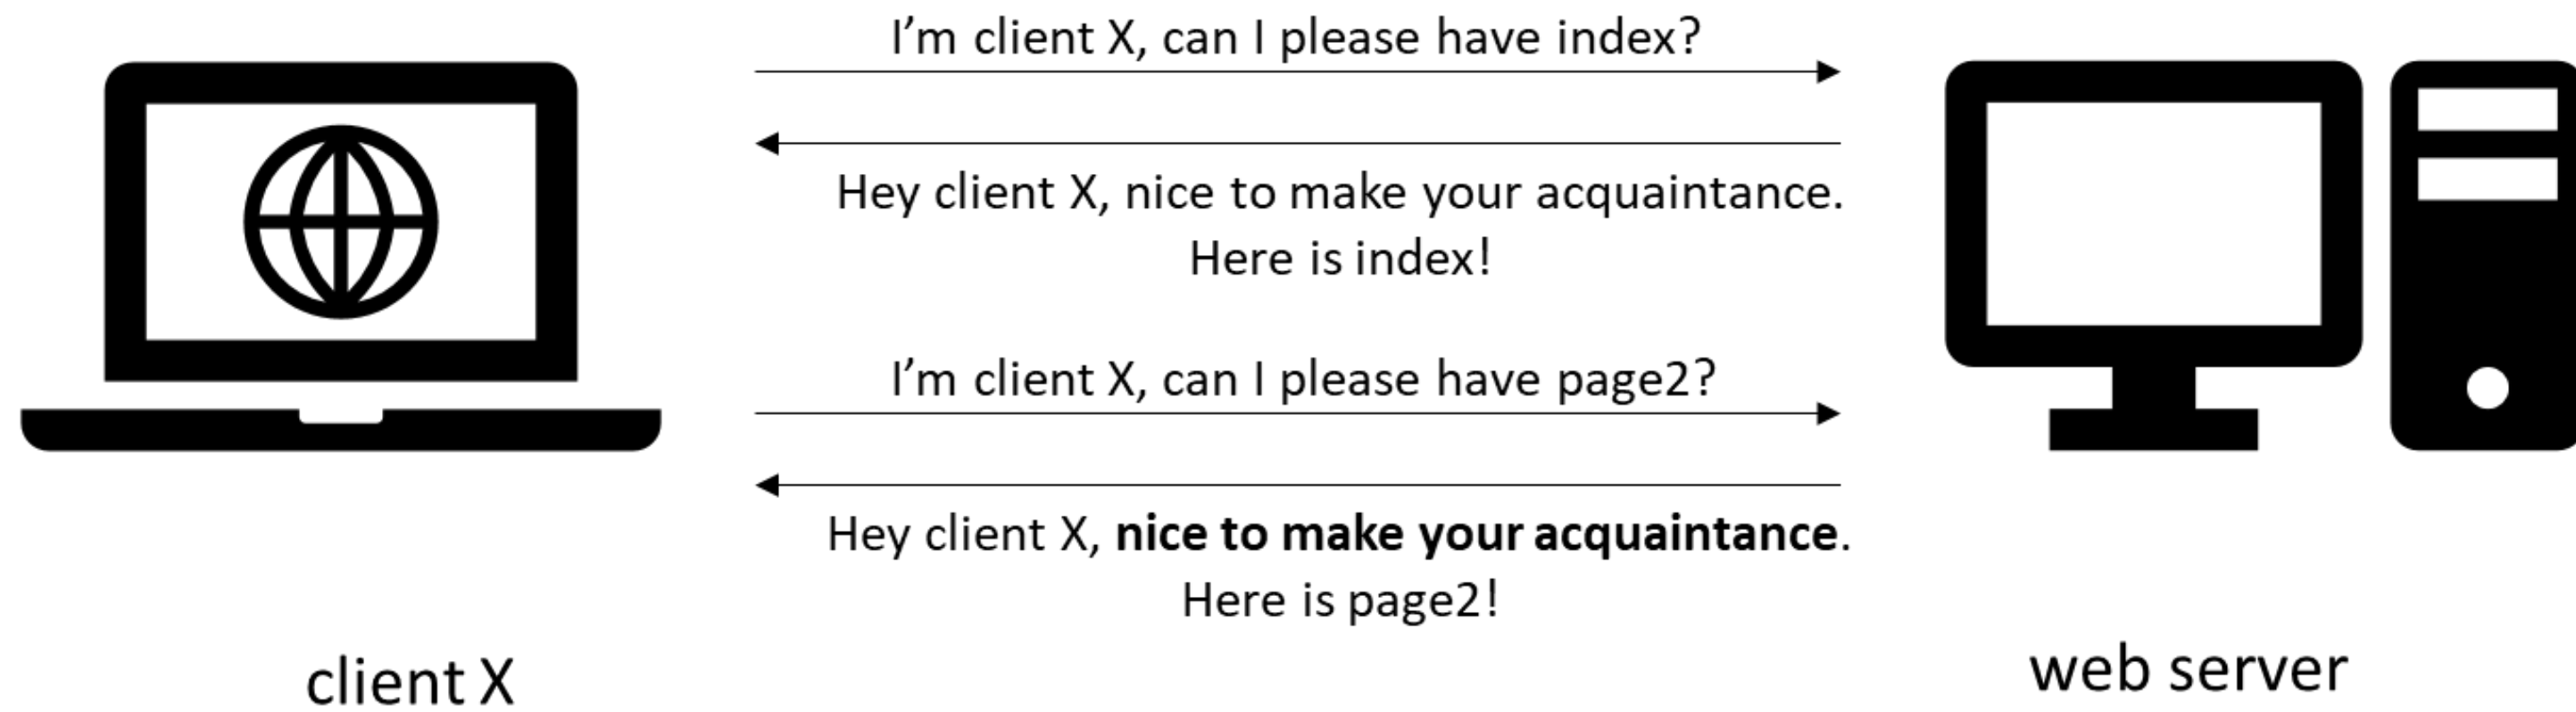 I’m client X, can I please have index?
Hey client X, nice to make your acquaintance.
Here is index!
I’m client X, can I please have page2?
Hey client X, nice to make your acquaintance.
Here is page2!
client X
web server